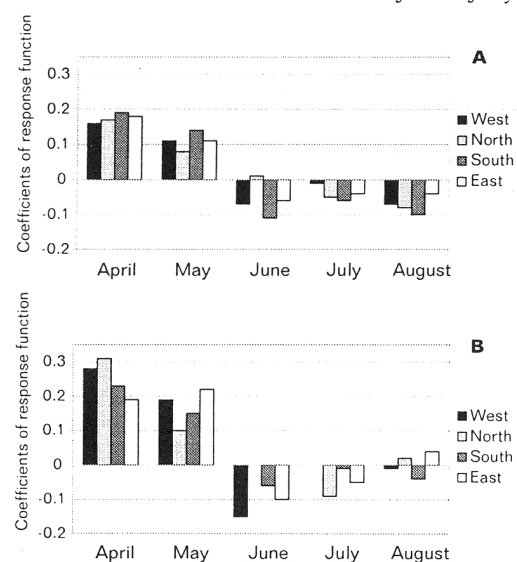 A
Coefficients of response function
0.3
0.2
0.1
0
-0.1
-0.2
April May June July August
West
North
South
East
B
Coefficients of response function
0.3
0.2
0.1
0
-0.1
-0.2
April May June July August
West
North
South
East